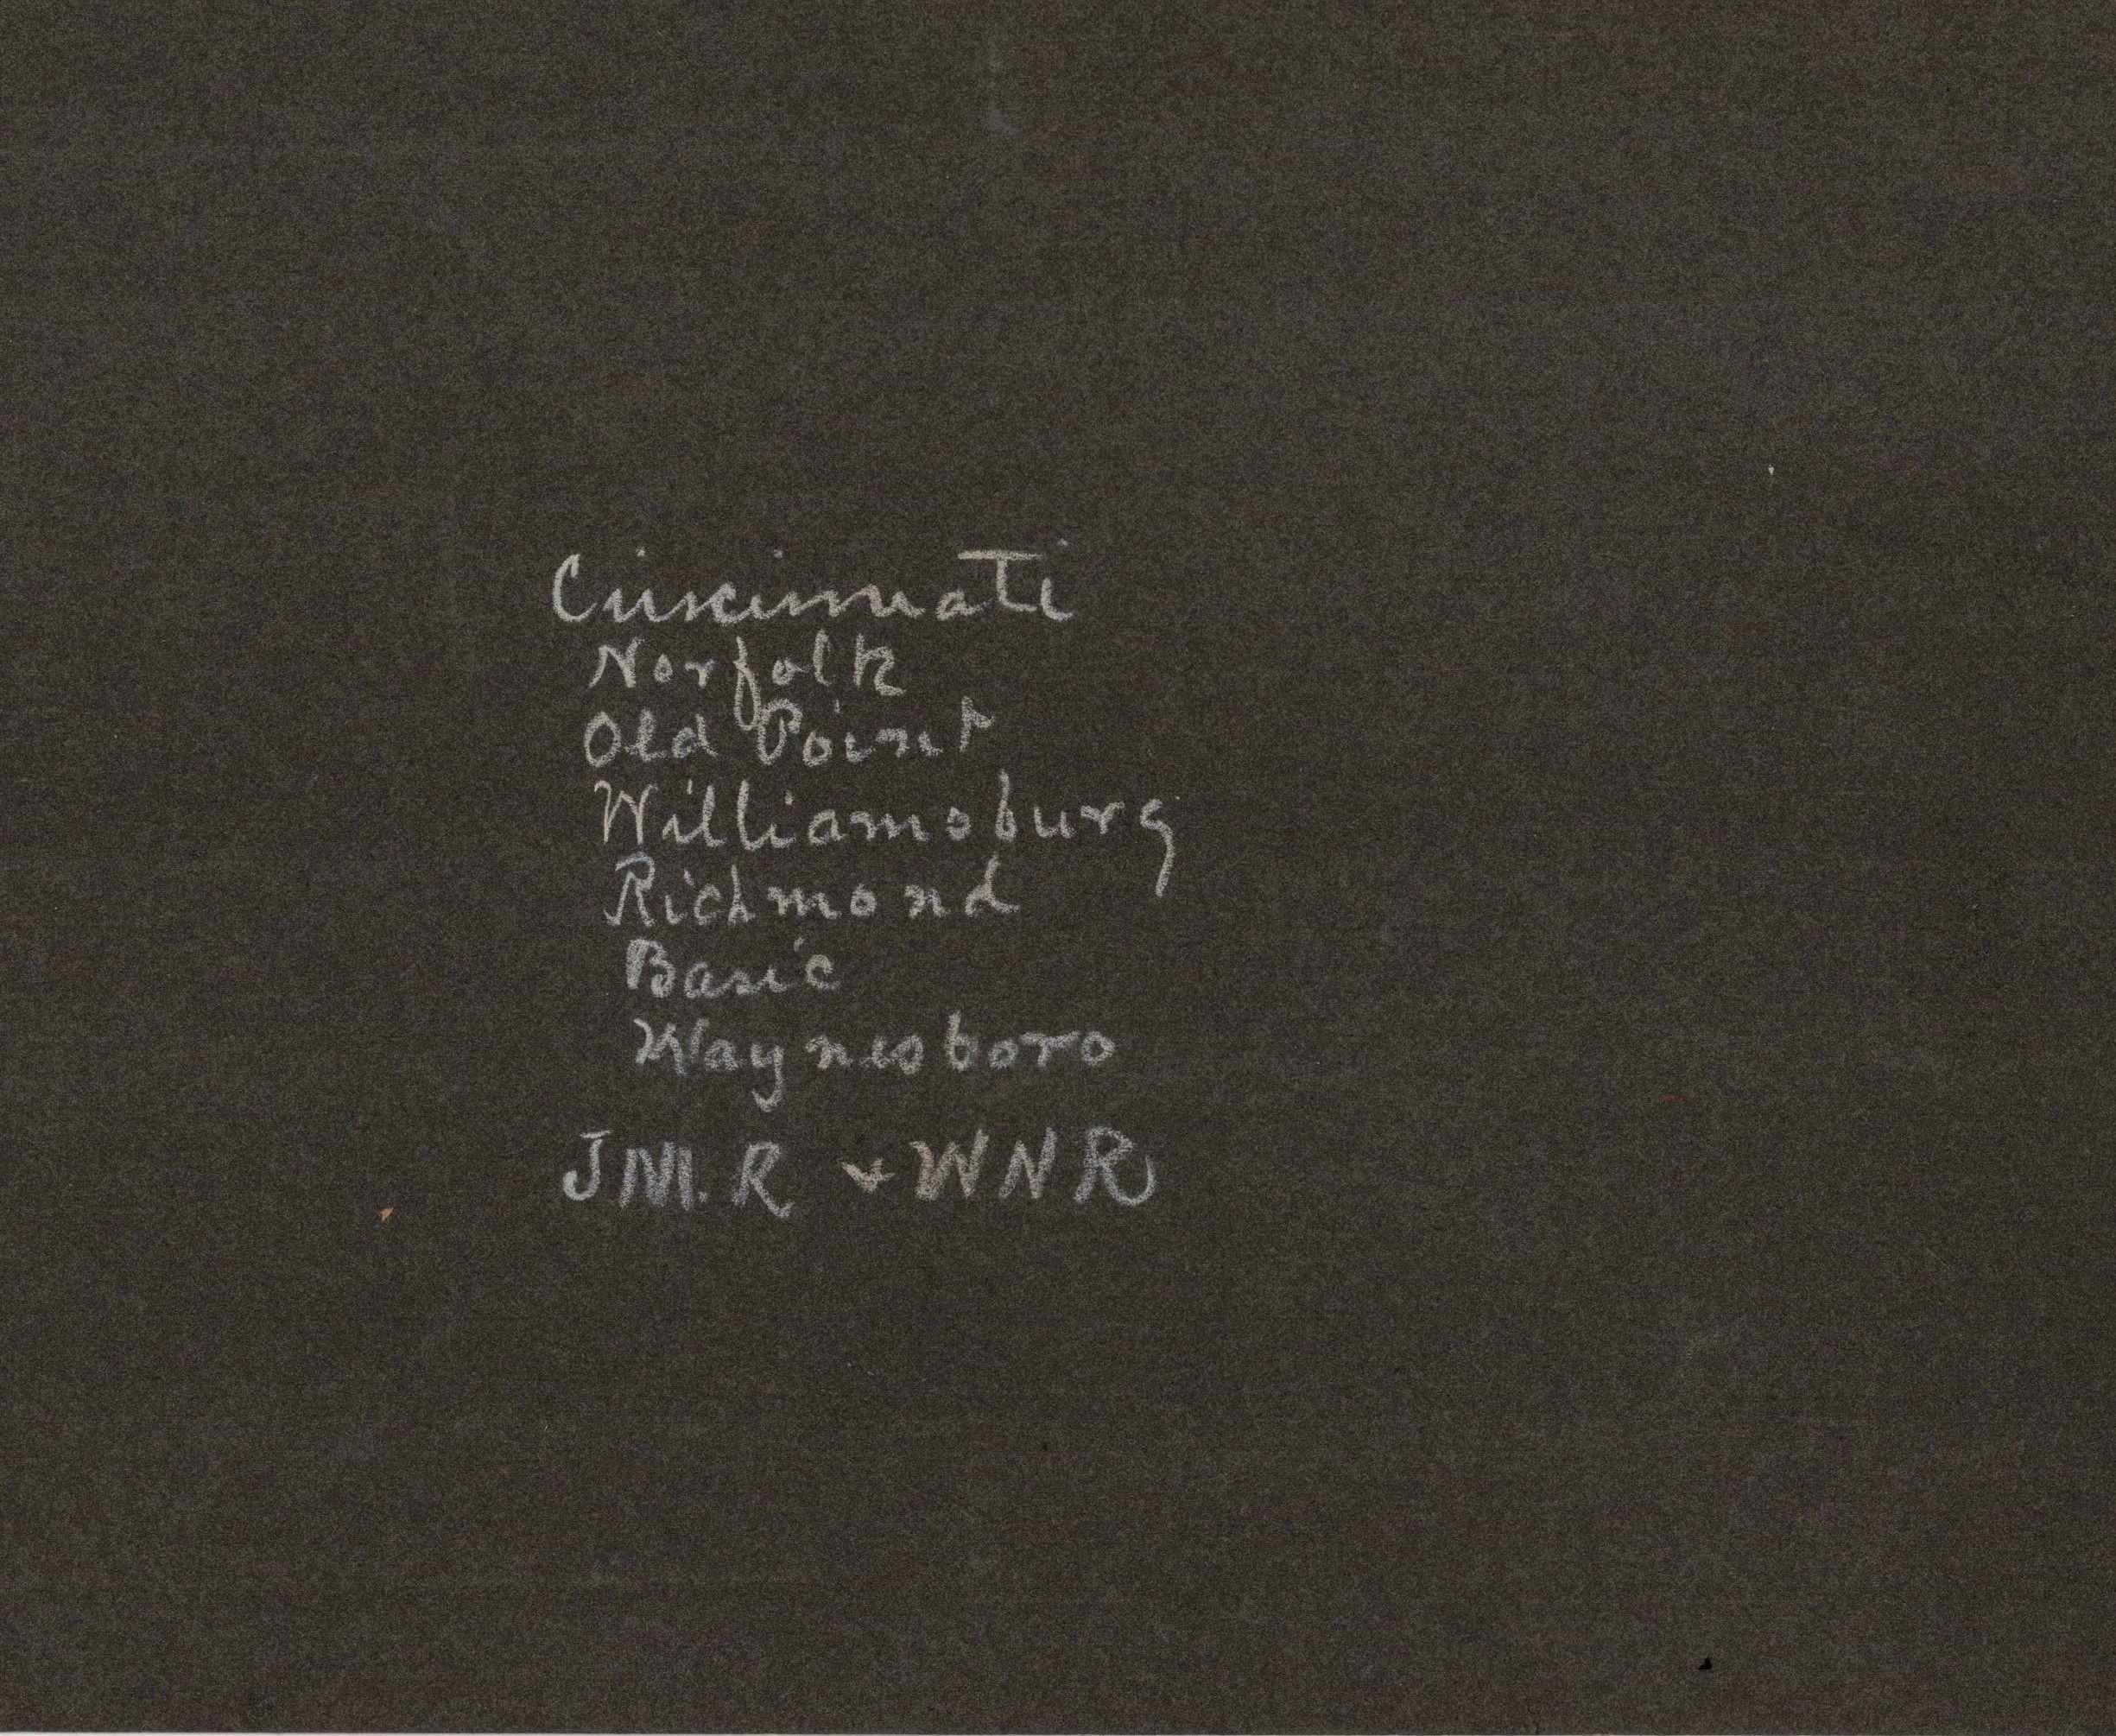 Cincinnati
Norfolk
Old Point
Williamsburg
Richmond
Basic
Waynesboro
J M. R & W N R